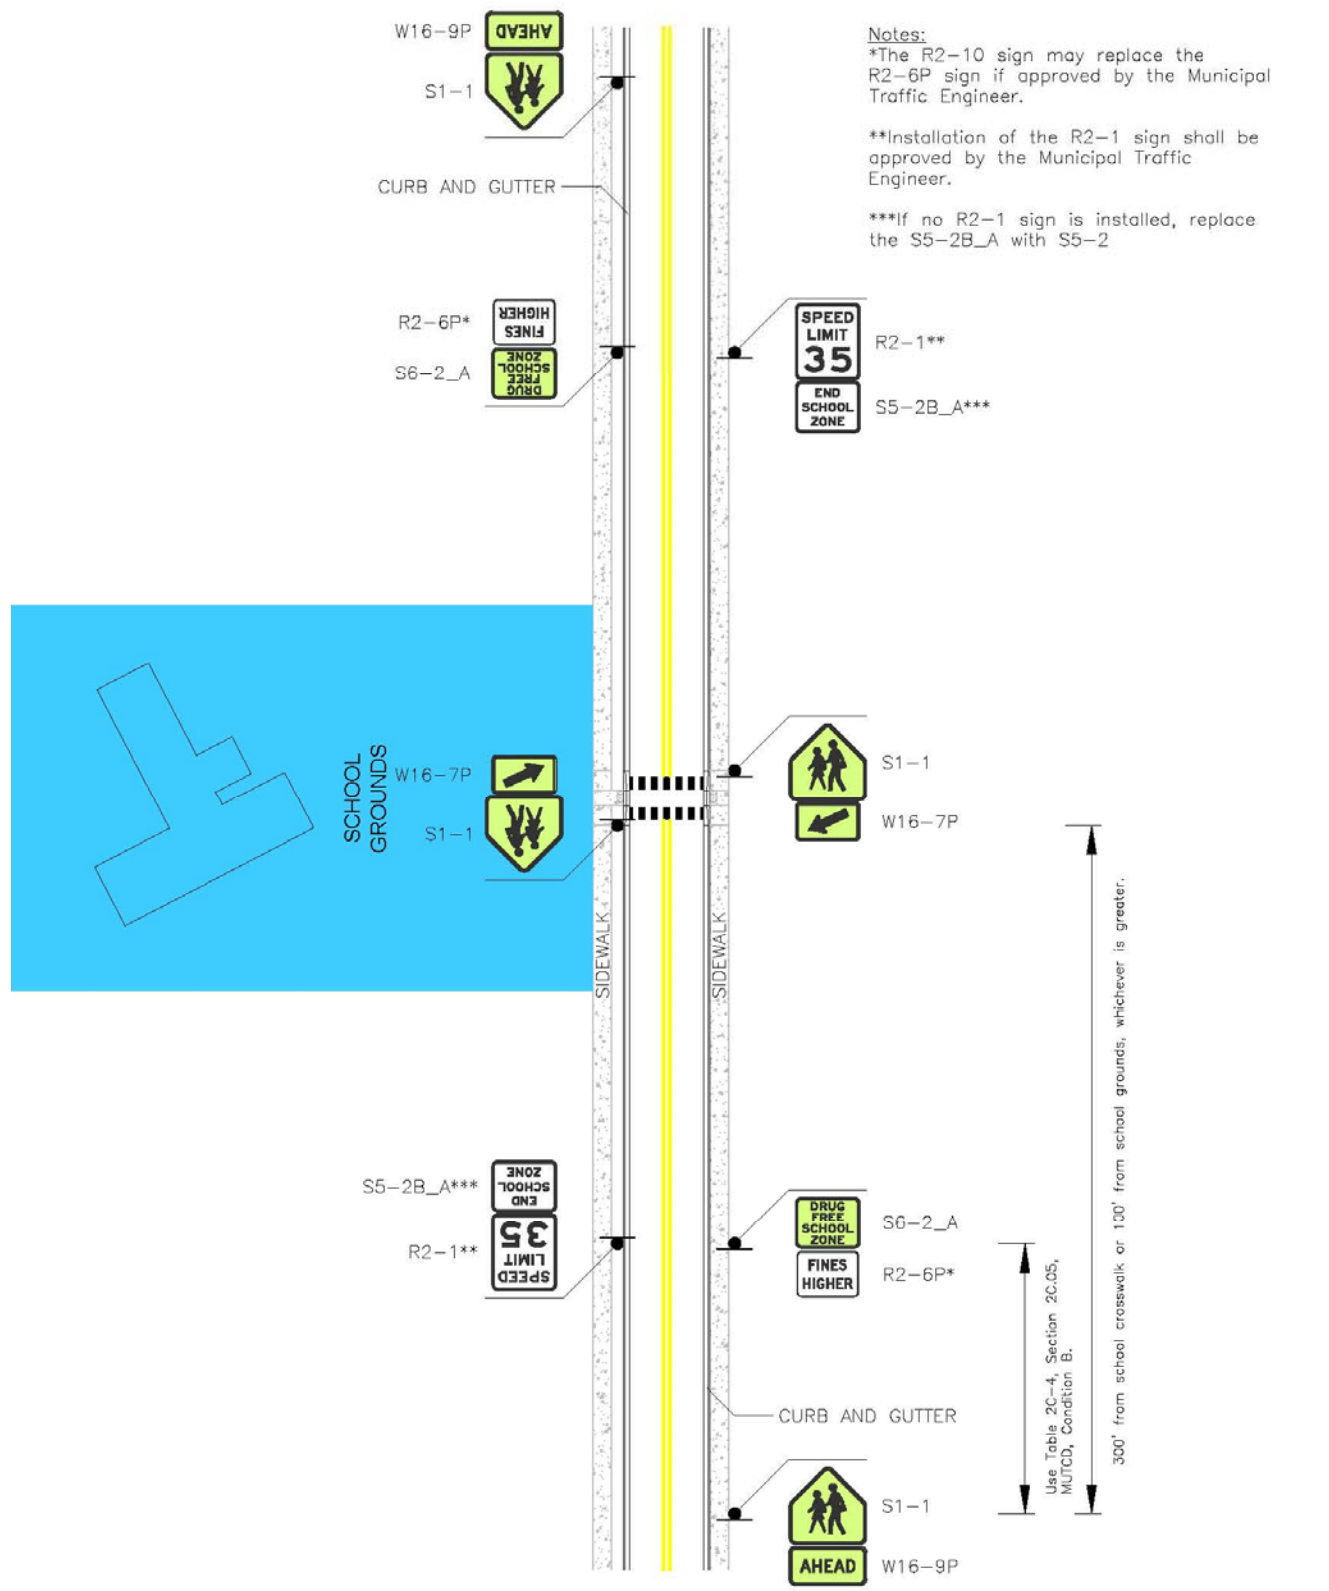 W16-9P
AHEAD
S1-1
Notes:
*The R2-10 sign may replace the
R2-6P sign if approved by the Municipal
Traffic Engineer.
**Installation of the R2-1 sign shall be
approved by the Municipal Traffic
Engineer.
***If no R2-1 sign is installed, replace
the S5-2B_A with S5-2
CURB AND GUTTER
R2-6P*
FINES
HIGHER
S6-2_A
DRUG
FREE
SCHOOL
ZONE
SPEED
LIMIT
35
R2-1**
END
SCHOOL
ZONE
S5-2B_A***
SCHOOL
GROUNDS
W16-7P
S1-1
S1-1
W16-7P
SIDEWALK
SIDEWALK
300' from school crosswalk or 100' from school grounds, whichever is greater.
S5-2B_A***
END
SCHOOL
ZONE
R2-1**
SPEED
LIMIT
35
DRUG
FREE
SCHOOL
ZONE
S6-2_A
FINES
HIGHER
R2-6P*
Use Table 2C-4, Section 2C.05,
MUTCD, Condition B.
CURB AND GUTTER
S1-1
AHEAD
W16-9P